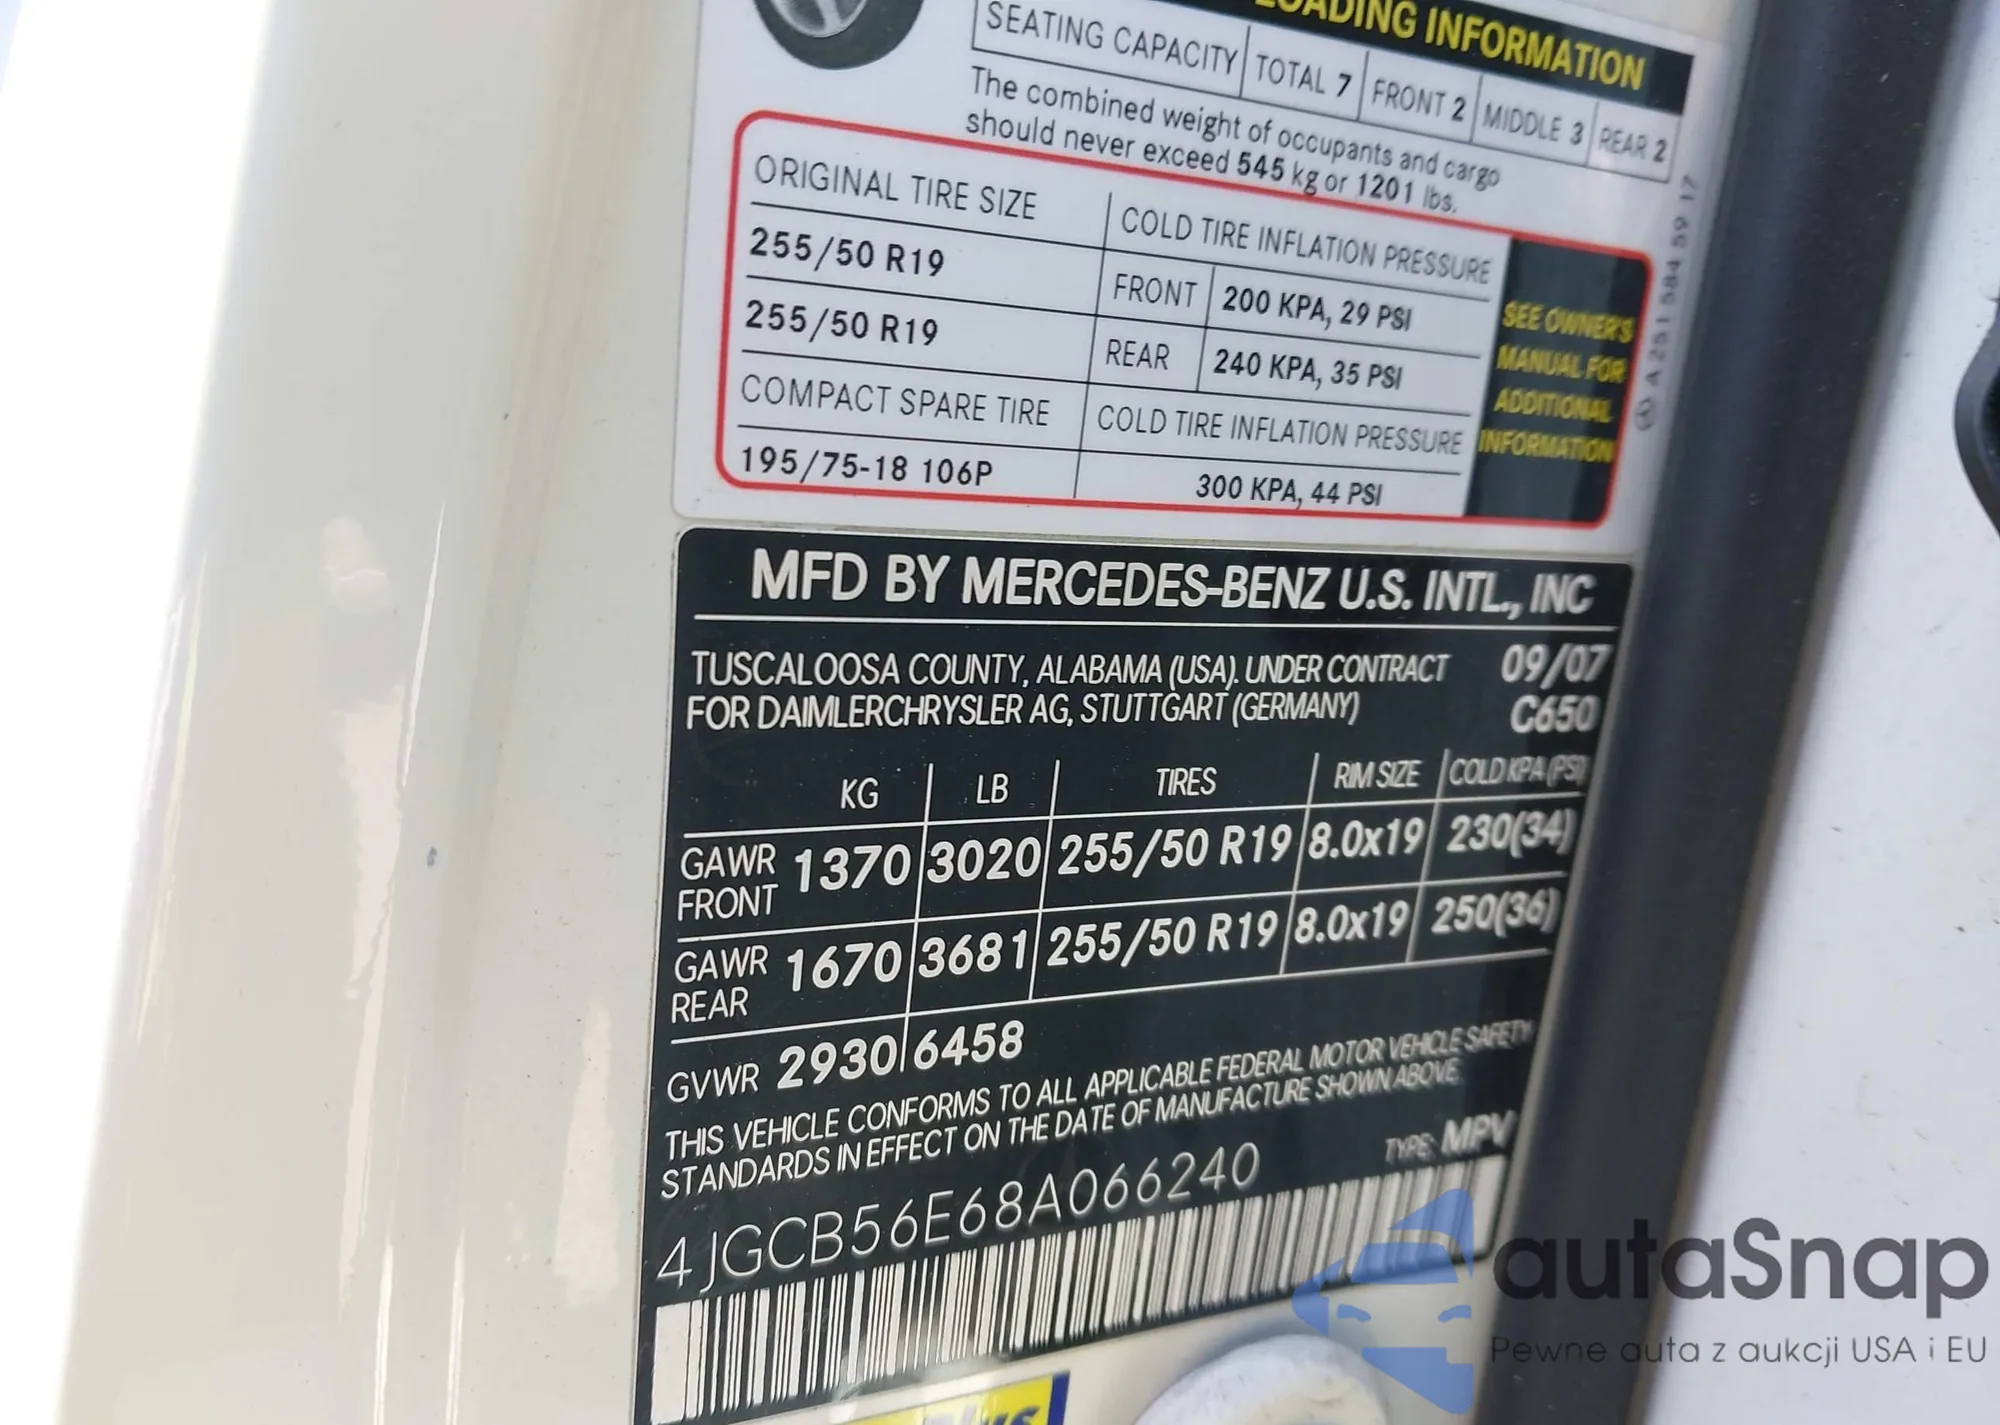 LOADING INFORMATION
SEATING CAPACITY TOTAL 7 FRONT 2 MIDDLE 3 REAR 2
The combined weight of occupants and cargo
should never exceed 545 kg or 1201 lbs.
ORIGINAL TIRE SIZE COLD TIRE INFLATION PRESSURE
255/50 R19 FRONT 200 KPA, 29 PSI
255/50 R19 REAR 240 KPA, 35 PSI
COMPACT SPARE TIRE COLD TIRE INFLATION PRESSURE
195/75-18 106P 300 KPA, 44 PSI
SEE OWNER'S
MANUAL FOR
ADDITIONAL
INFORMATION
A 251 584 59 17
MFD BY MERCEDES-BENZ U.S. INTL., INC
TUSCALOOSA COUNTY, ALABAMA (USA). UNDER CONTRACT 09/07
FOR DAIMLERCHRYSLER AG, STUTTGART (GERMANY) C650
KG LB TIRES RIM SIZE COLD KPA (PSI)
GAWR FRONT 1370 3020 255/50 R19 8.0x19 230(34)
GAWR REAR 1670 3681 255/50 R19 8.0x19 250(36)
GVWR 2930 6458
THIS VEHICLE CONFORMS TO ALL APPLICABLE FEDERAL MOTOR VEHICLE SAFETY
STANDARDS IN EFFECT ON THE DATE OF MANUFACTURE SHOWN ABOVE.
4JGCB56E68A066240 TYPE: MPV
autaSnap
Pewne auta z aukcji USA i EU